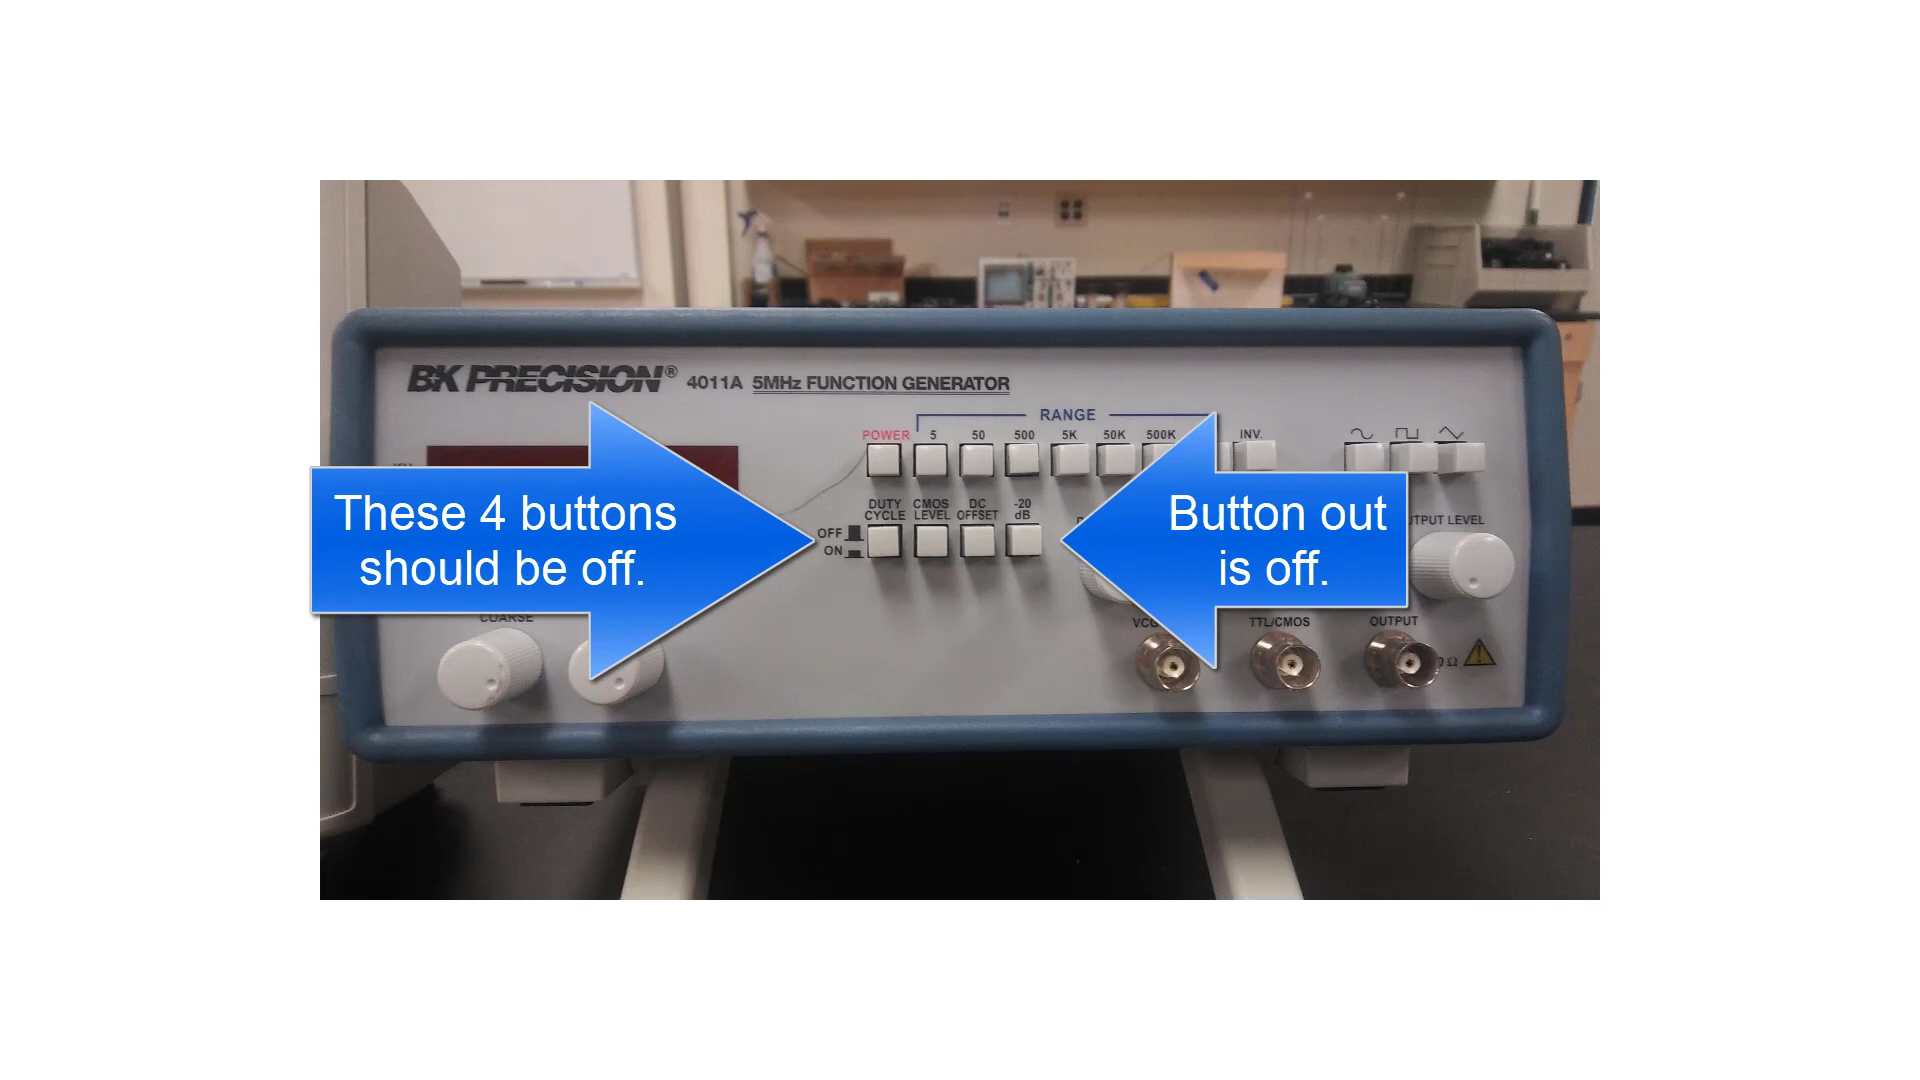 BK PRECISION® 4011A 5MHz FUNCTION GENERATOR
RANGE
POWER 5 50 500 5K 50K 500K INV.
DUTY CYCLE CMOS LEVEL DC OFFSET -20 dB
OFF
ON
These 4 buttons
should be off.
Button out
is off.
COARSE
TTL/CMOS OUTPUT